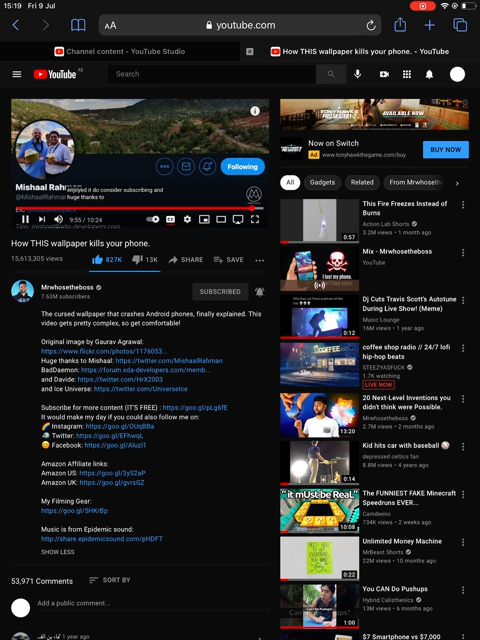 15:19 Fri 9 Jul
AA
youtube.com
Channel content - YouTube Studio
How THIS wallpaper kills your phone. - YouTube
YouTube AE
Search
Mishaal Rahman
@MishaalRahman
Following
enjoyed it do consider subscribing and
huge thanks to
9:55 / 10:24
How THIS wallpaper kills your phone.
15,613,305 views
827K
13K
SHARE
SAVE
Mrwhosetheboss
7.63M subscribers
SUBSCRIBED
The cursed wallpaper that crashes Android phones, finally explained. This
video gets pretty complex, so get comfortable!
Original image by Gaurav Agrawal:
https://www.flickr.com/photos/1176053...
Huge thanks to Mishaal: https://twitter.com/MishaalRahman
BadDaemon: https://forum.xda-developers.com/memb...
and Davide: https://twitter.com/HrX2003
and Ice Universe: https://twitter.com/UniverseIce
Subscribe for more content (IT'S FREE) : https://goo.gl/pLg6fE
It would make my day if you could also follow me on:
🌈 Instagram: https://goo.gl/OUqBBa
🐦 Twitter: https://goo.gl/EFhwqL
😊 Facebook: https://goo.gl/Aluzl1
Amazon Affiliate links:
Amazon US: https://goo.gl/3yS2aP
Amazon UK: https://goo.gl/gvrsGZ
My Filming Gear:
https://goo.gl/5HKrBp
Music is from Epidemic sound:
http://share.epidemicsound.com/pHDFT
SHOW LESS
53,971 Comments
SORT BY
Add a public comment...
1 year ago
AVAILABLE NOW
Now on Switch
Ad www.tonyhawkthegame.com/buy
BUY NOW
All
Gadgets
Related
From Mrwhoseth
This Fire Freezes Instead of
Burns
Action Lab Shorts
3.2M views • 1 month ago
0:57
Mix - Mrwhosetheboss
YouTube
Dj Cuts Travis Scott's Autotune
During Live Show! (Meme)
Music Lounge
16M views • 1 year ago
0:12
coffee shop radio // 24/7 lofi
hip-hop beats
STEEZYASFUCK
1.7K watching
LIVE NOW
COFFEE
20 Next-Level Inventions you
didn't think were Possible.
Mrwhosetheboss
2.7M views • 2 months ago
13:20
Kid hits car with baseball
depressed celtics fan
8.8M views • 4 years ago
0:14
"it mUst be ReaL"
The FUNNIEST FAKE Minecraft
Speedruns EVER...
Camdeeno
734K views • 2 weeks ago
10:08
Unlimited Money Machine
MrBeast Shorts
22M views • 10 months ago
0:22
You CAN Do Pushups
Hybrid Calisthenics
13M views • 6 months ago
1:00
$7 Smartphone vs $7,000